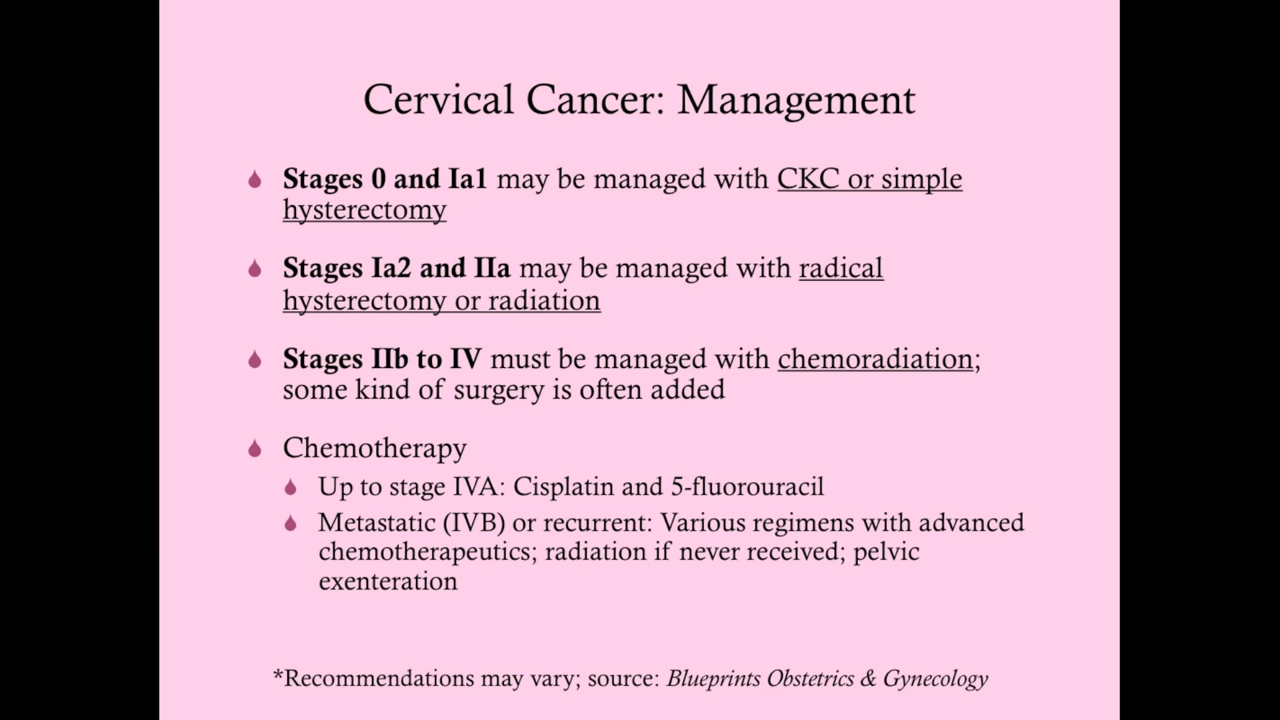 Cervical Cancer: Management
Stages 0 and Ia1 may be managed with CKC or simple
hysterectomy
Stages Ia2 and IIa may be managed with radical
hysterectomy or radiation
Stages IIb to IV must be managed with chemoradiation;
some kind of surgery is often added
Chemotherapy
Up to stage IVA: Cisplatin and 5-fluorouracil
Metastatic (IVB) or recurrent: Various regimens with advanced
chemotherapeutics; radiation if never received; pelvic
exenteration
*Recommendations may vary; source: Blueprints Obstetrics & Gynecology